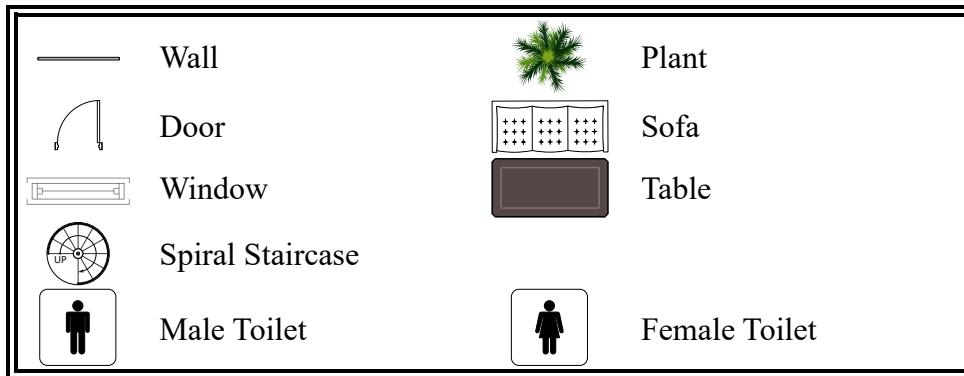 Wall Plant
Door Sofa
Window Table
UP
Spiral Staircase
Male Toilet Female Toilet